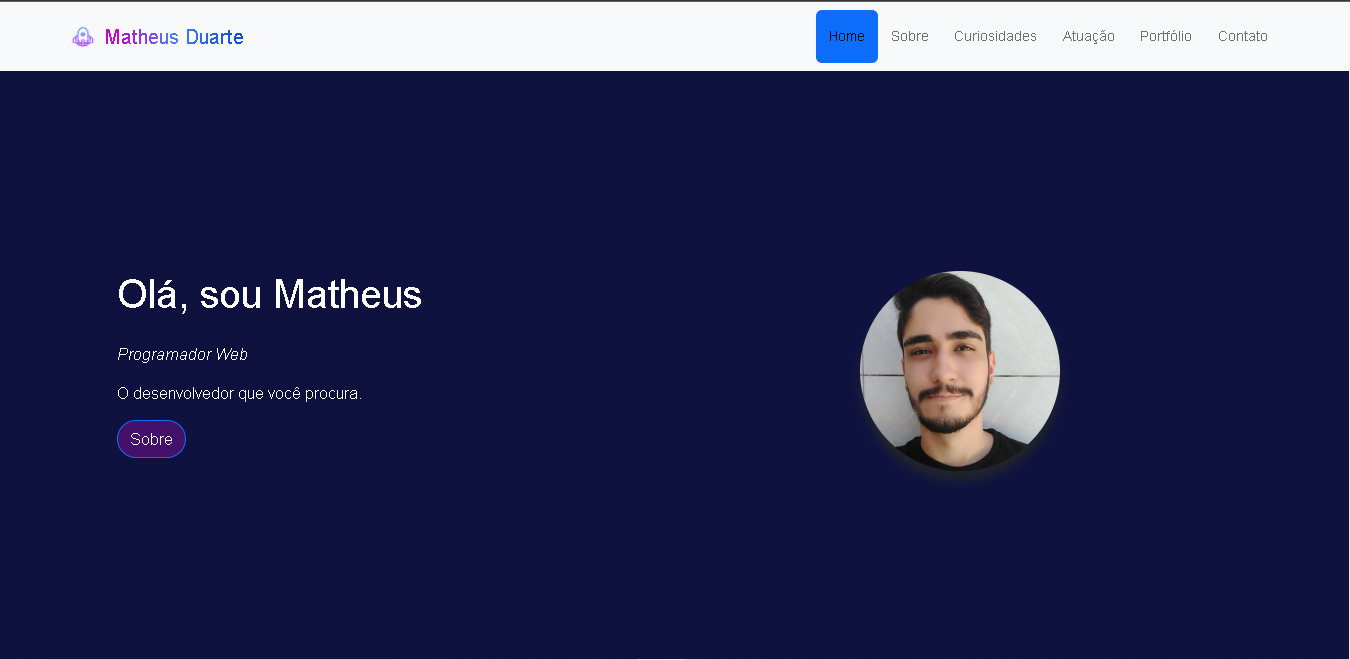 Matheus Duarte
Home Sobre Curiosidades Atuação Portfólio Contato
Olá, sou Matheus
Programador Web
O desenvolvedor que você procura.
Sobre